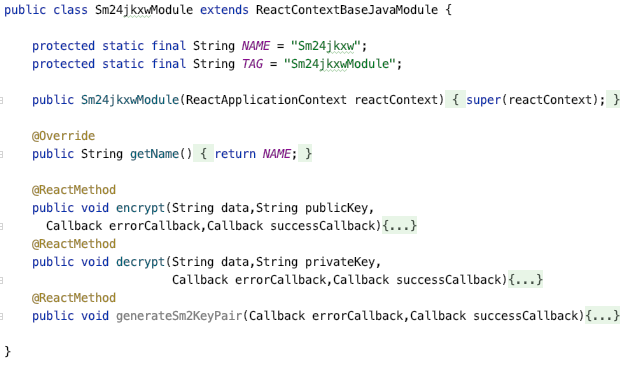 public class Sm24jkxwModule extends ReactContextBaseJavaModule {
protected static final String NAME = "Sm24jkxw";
protected static final String TAG = "Sm24jkxwModule";
public Sm24jkxwModule(ReactApplicationContext reactContext) { super(reactContext); }
@Override
public String getName() { return NAME; }
@ReactMethod
public void encrypt(String data,String publicKey,
Callback errorCallback,Callback successCallback){...}
@ReactMethod
public void decrypt(String data,String privateKey,
Callback errorCallback,Callback successCallback){...}
@ReactMethod
public void generateSm2KeyPair(Callback errorCallback,Callback successCallback){...}
}